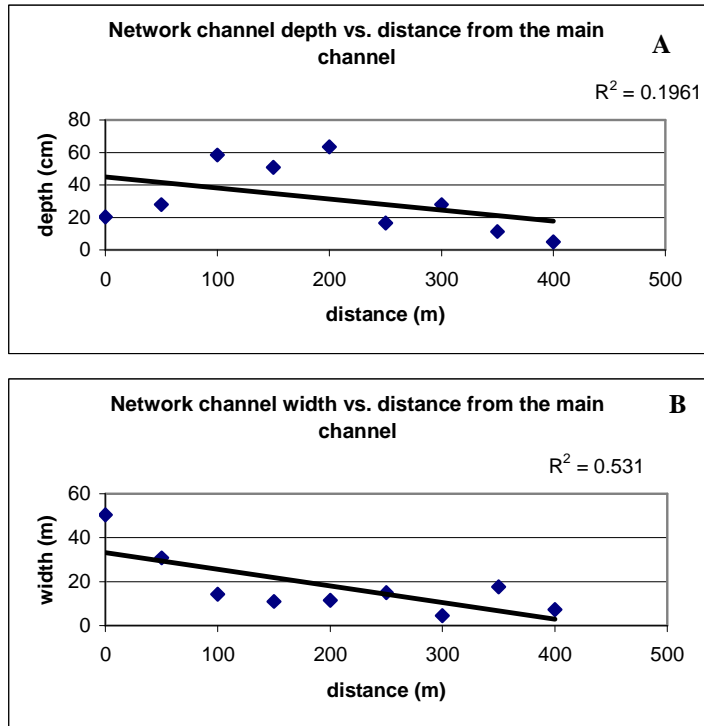 Network channel depth vs. distance from the main
channel
A
R² = 0.1961
80
60
40
20
0
depth (cm)
0 100 200 300 400 500
distance (m)
Network channel width vs. distance from the main
channel
B
R² = 0.531
60
40
20
0
width (m)
0 100 200 300 400 500
distance (m)